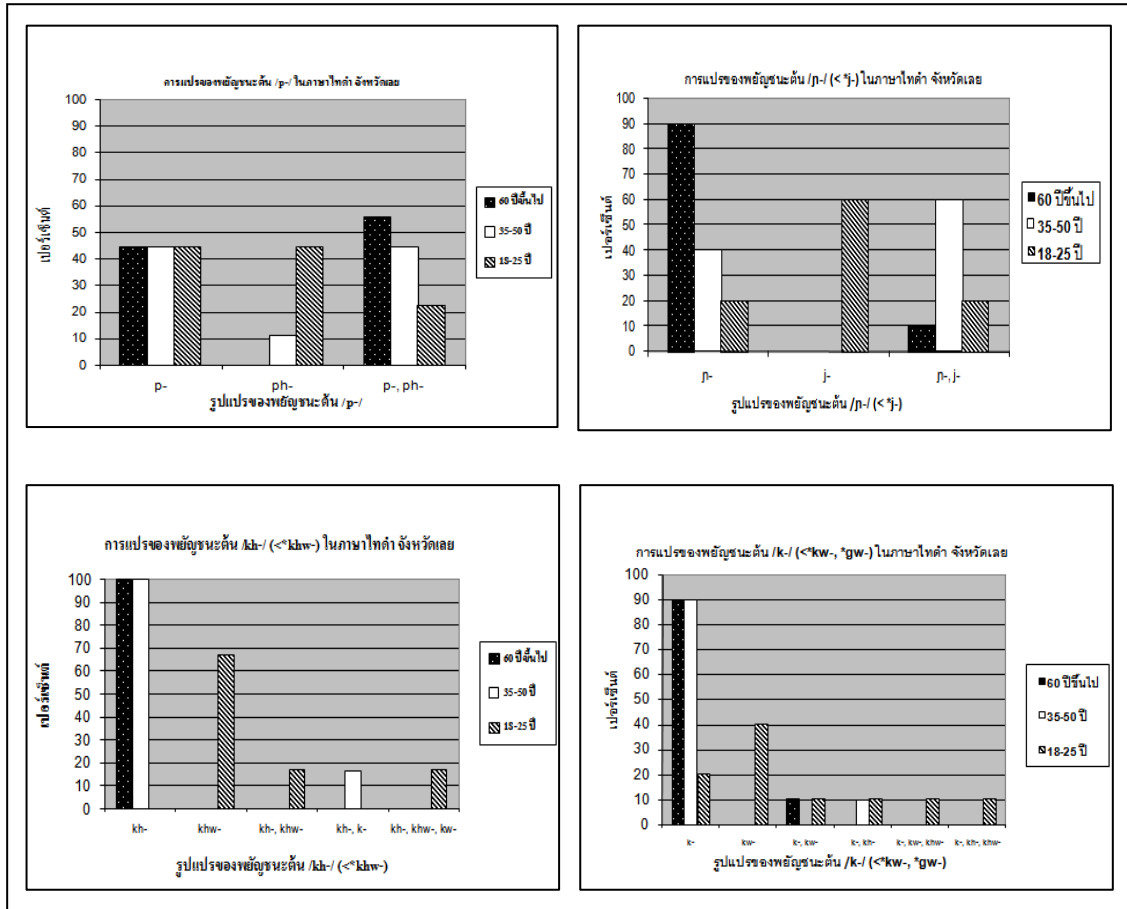 การแปรของพยัญชนะต้น /p-/ ในภาษาไทดำ จังหวัดเลย
100
90
80
70
60
50
40
30
20
10
0
เปอร์เซ็นต์
p-
ph-
p-, ph-
รูปแปรของพยัญชนะต้น /p-/
60 ปีขึ้นไป
35-50 ปี
18-25 ปี
การแปรของพยัญชนะต้น /ɲ-/ (< *j-) ในภาษาไทดำ จังหวัดเลย
100
90
80
70
60
50
40
30
20
10
0
เปอร์เซ็นต์
ɲ-
j-
ɲ-, j-
รูปแปรของพยัญชนะต้น /ɲ-/ (< *j-)
60 ปีขึ้นไป
35-50 ปี
18-25 ปี
การแปรของพยัญชนะต้น /kh-/ (<*khw-) ในภาษาไทดำ จังหวัดเลย
100
90
80
70
60
50
40
30
20
10
0
เปอร์เซ็นต์
kh-
khw-
kh-, khw-
kh-, k-
kh-, khw-, kw-
รูปแปรของพยัญชนะต้น /kh-/ (<*khw-)
60 ปีขึ้นไป
35-50 ปี
18-25 ปี
การแปรของพยัญชนะต้น /k-/ (<*kw-, *gw-) ในภาษาไทดำ จังหวัดเลย
100
90
80
70
60
50
40
30
20
10
0
เปอร์เซ็นต์
k-
kw-
k-, kw-
k-, kh-
k-, kw-, khw-
k-, kh-, khw-
รูปแปรของพยัญชนะต้น /k-/ (<*kw-, *gw-)
60 ปีขึ้นไป
35-50 ปี
18-25 ปี